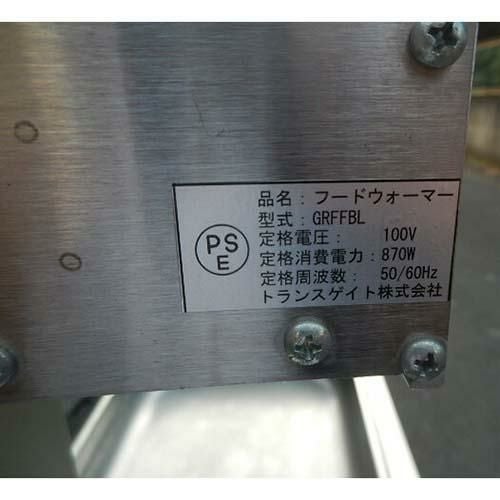 品名：フードウォーマー
型式：GRFFBL
定格電圧： 100V
定格消費電力：870W
定格周波数： 50/60Hz
トランスゲイト株式会社
PS
E